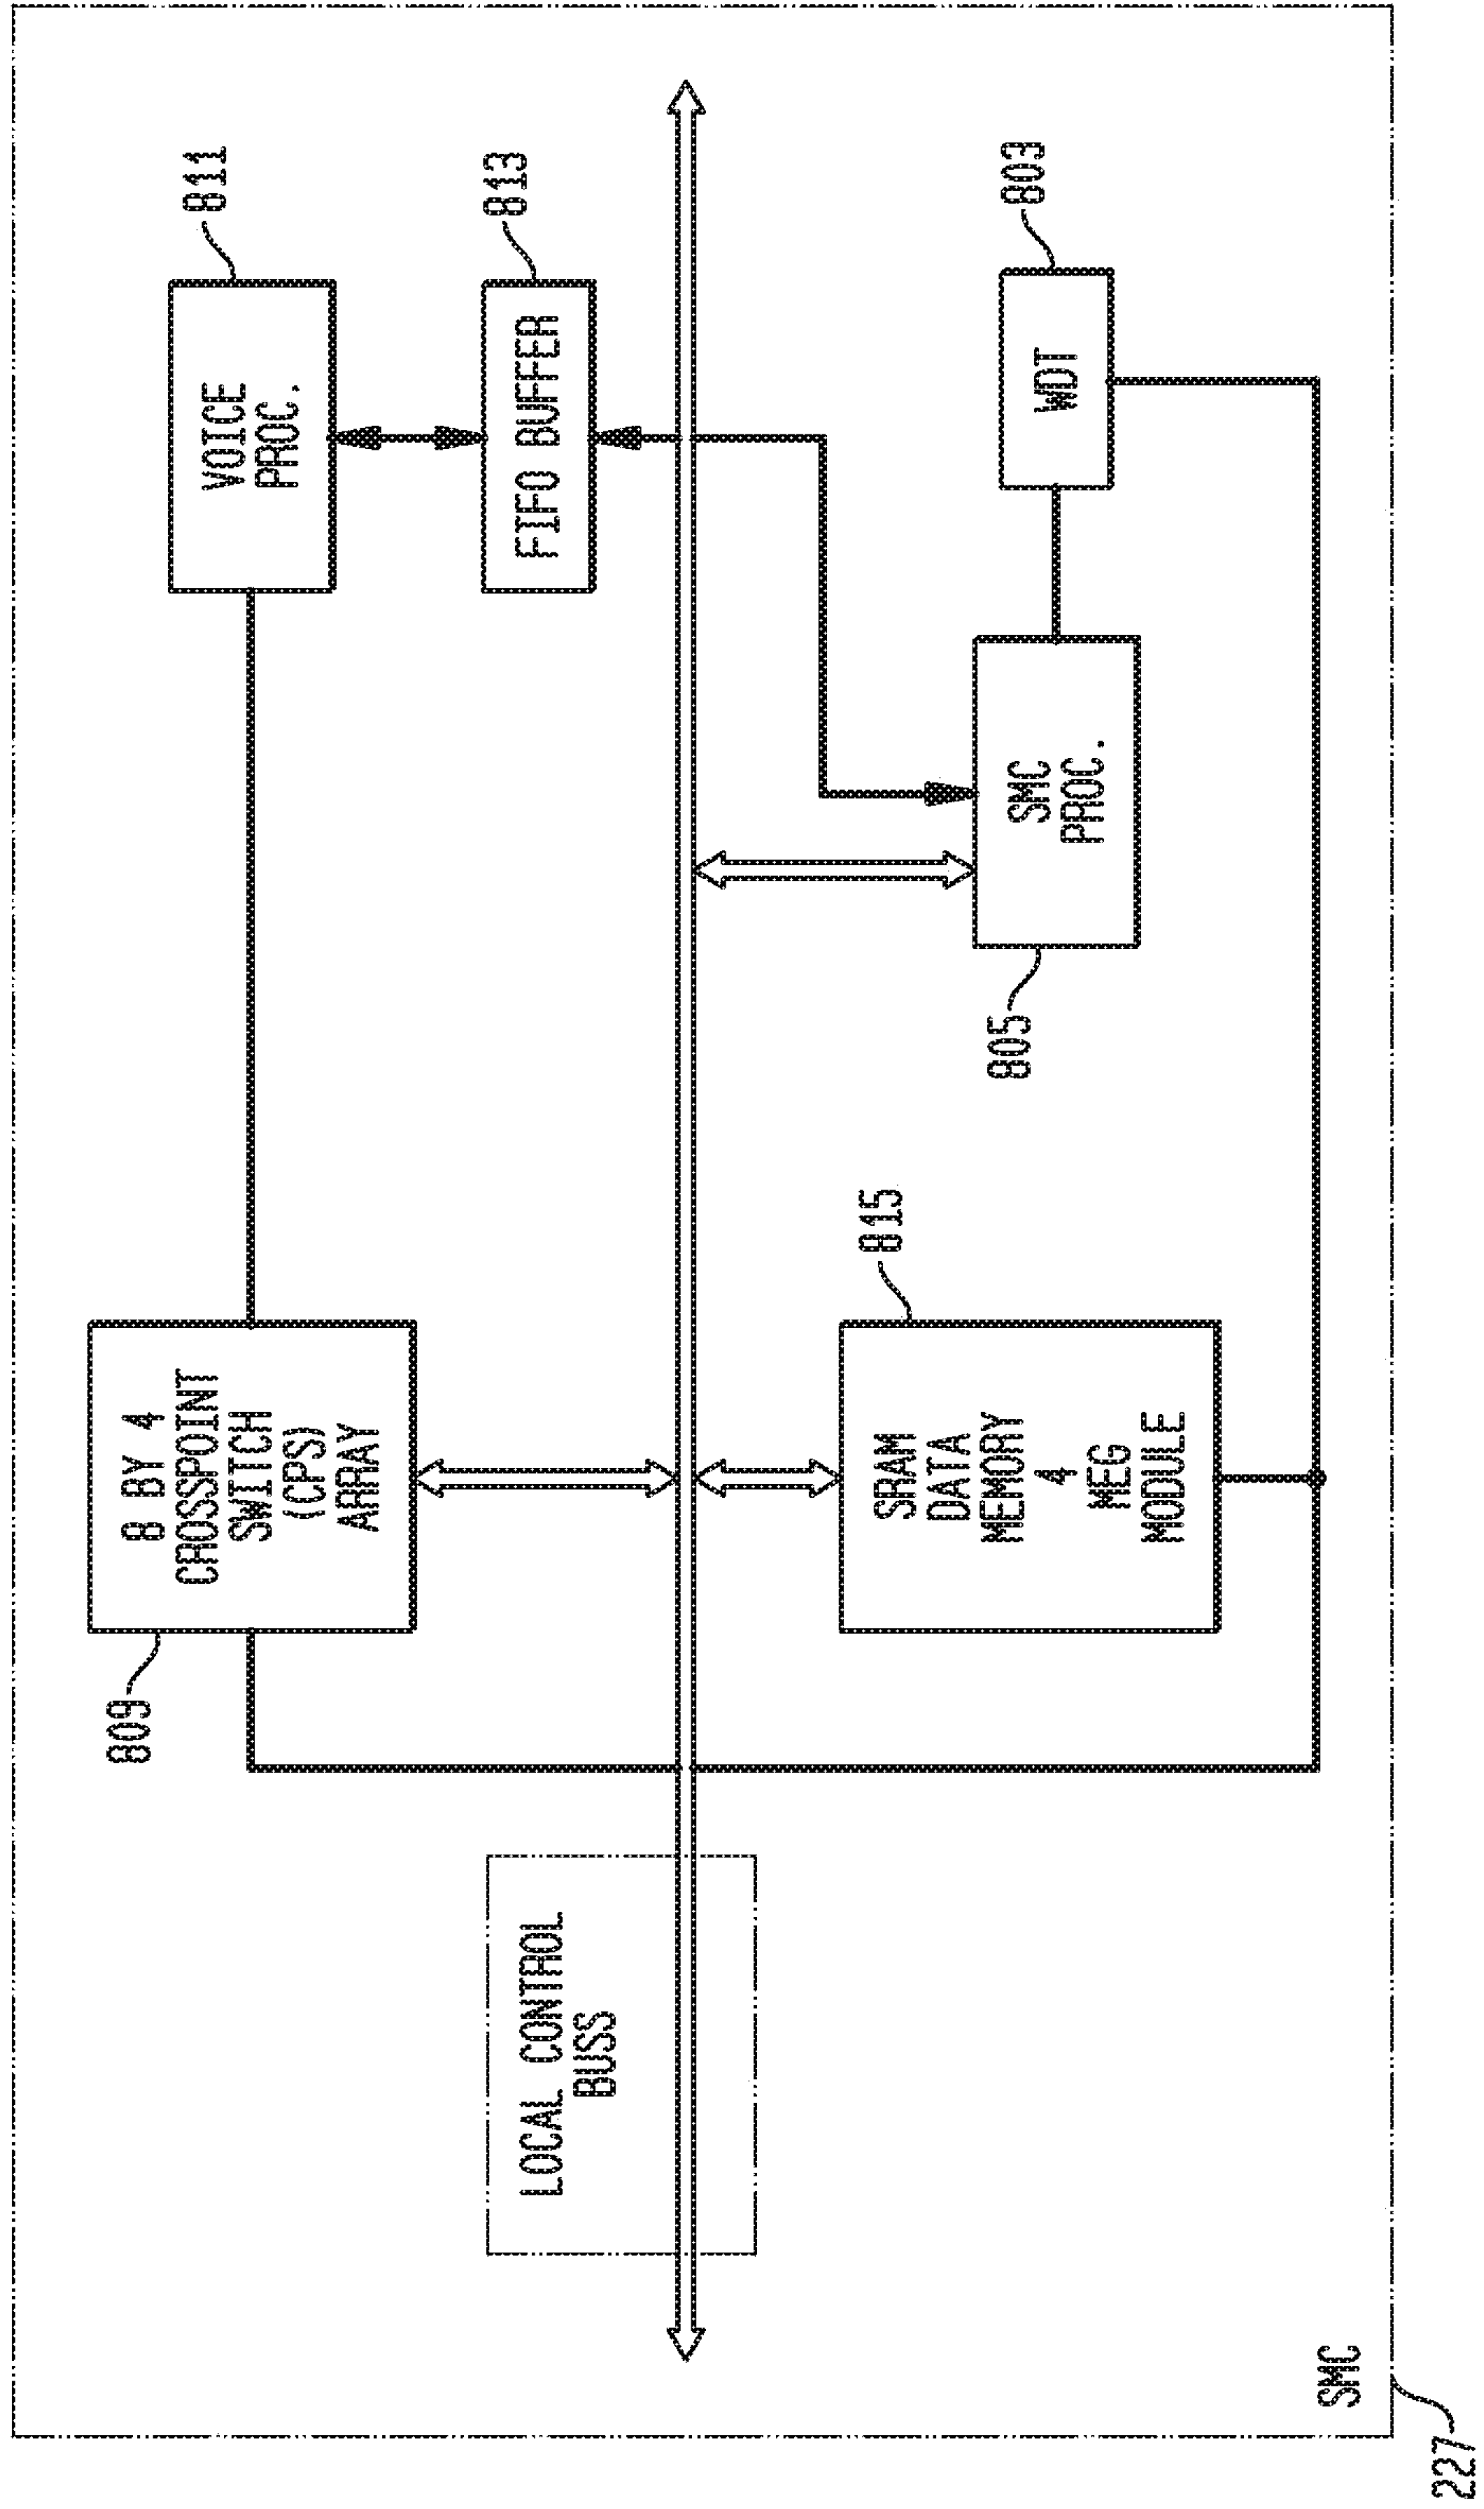 809
8 BY 4
CROSSPOINT
SWITCH
(CPS)
ARRAY
811
VOICE
PROC.
813
FIFO BUFFER
LOCAL CONTROL
BUSS
815
SRAM
DATA
MEMORY
4 MEG
MODULE
805
SMC
PROC.
803
WDT
SMC
227